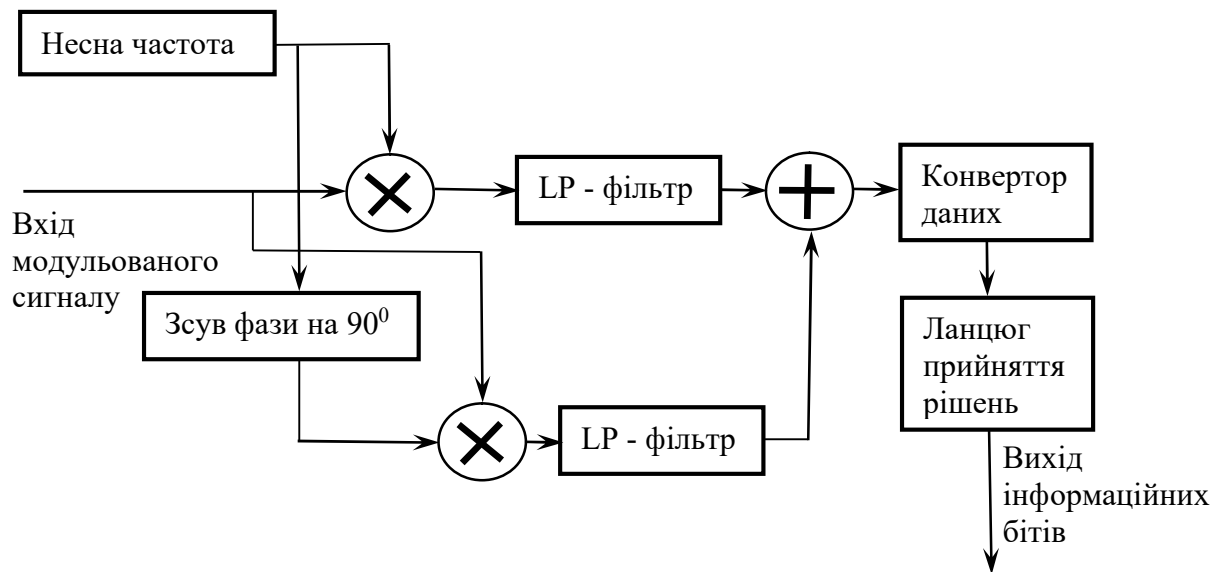 Несна частота
LP - фільтр
Конвертор
даних
Вхід
модульованого
сигналу
Зсув фази на 90⁰
Ланцюг
прийняття
рішень
LP - фільтр
Вихід
інформаційних
бітів